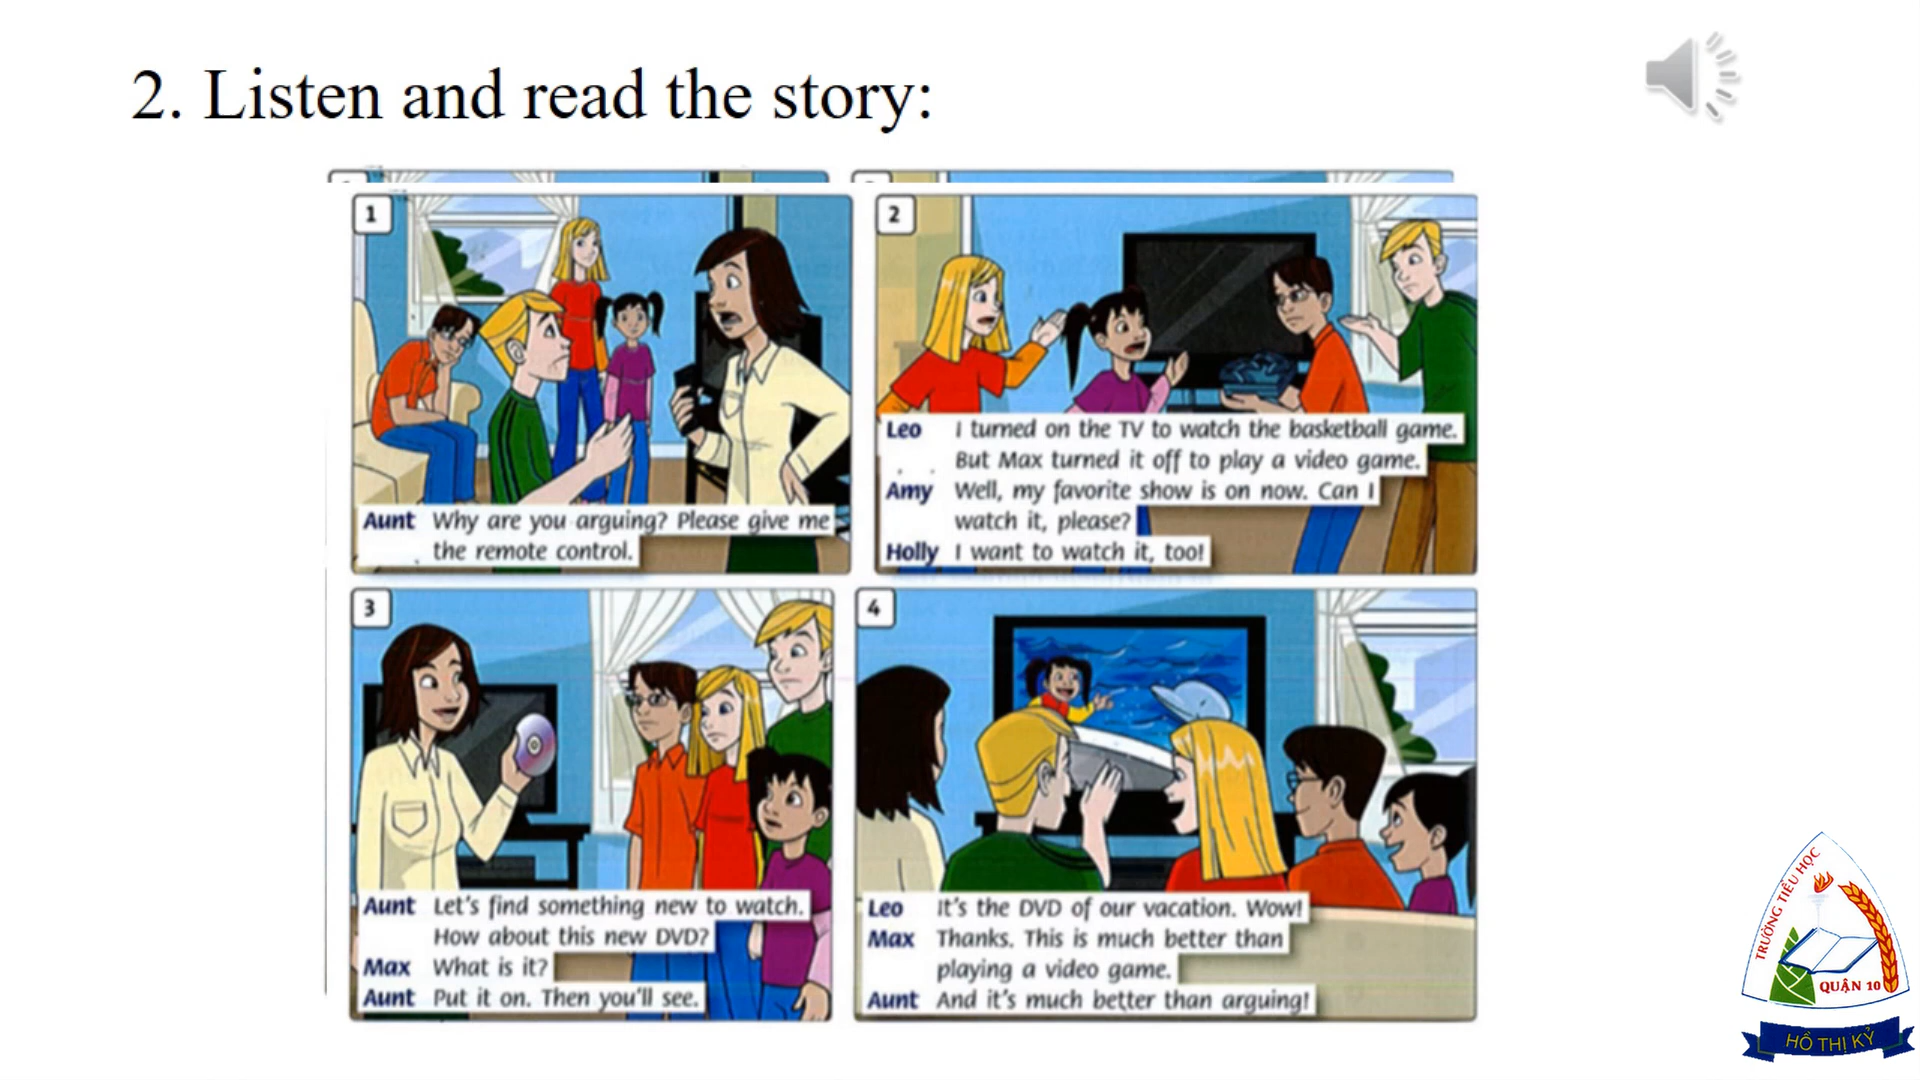 2. Listen and read the story:
1
Aunt Why are you arguing? Please give me
the remote control.
2
Leo I turned on the TV to watch the basketball game.
But Max turned it off to play a video game.
Amy Well, my favorite show is on now. Can I
watch it, please?
Holly I want to watch it, too!
3
Aunt Let's find something new to watch.
How about this new DVD?
Max What is it?
Aunt Put it on. Then you'll see.
4
Leo It's the DVD of our vacation. Wow!
Max Thanks. This is much better than
playing a video game.
Aunt And it's much better than arguing!
TRƯỜNG TIỂU HỌC
QUẬN 10
HỒ THỊ KỶ